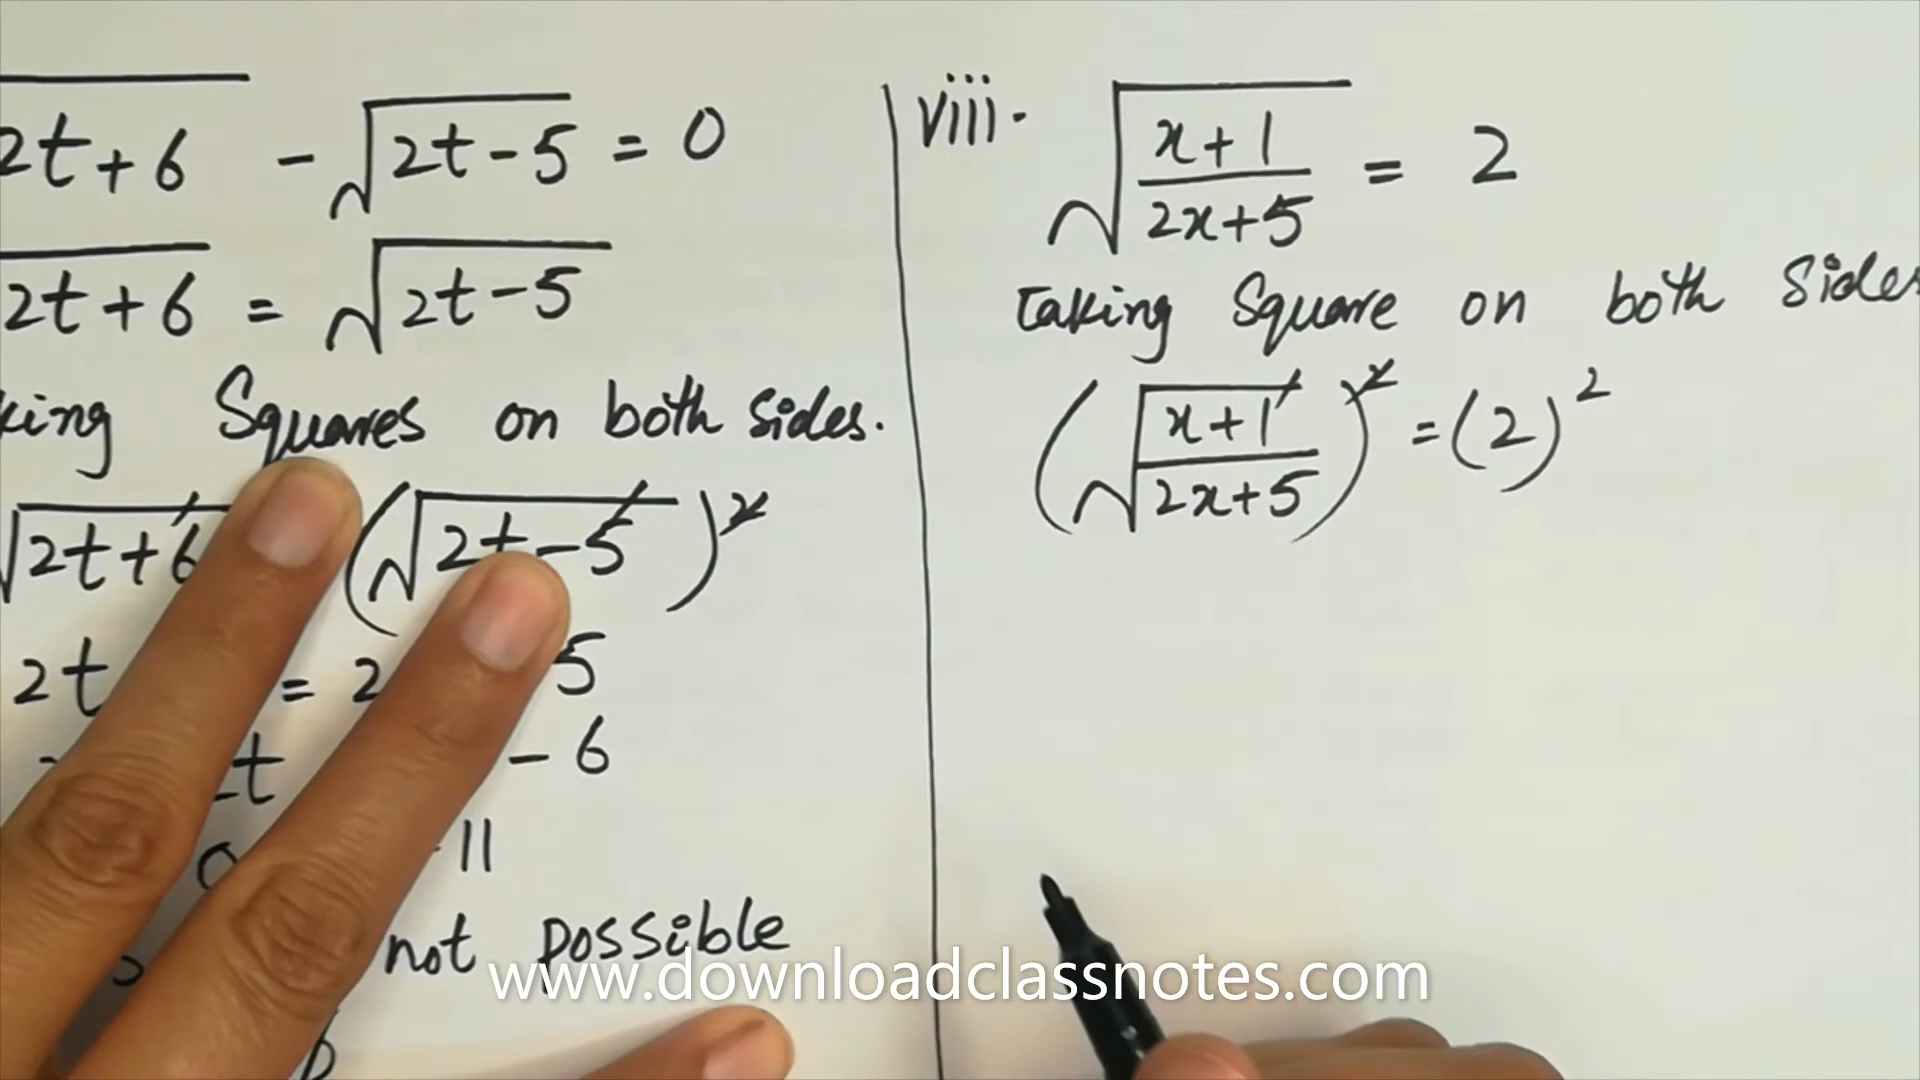 2t+6 - √2t-5 = 0
2t+6 = √2t-5
king Squares on both sides.
√2t+6 (√2t-5)²
2t = 2 5
t - 6
0 -11
not possible
viii. √(x+1)/(2x+5) = 2
taking Square on both Sides
(√(x+1)/(2x+5))² = (2)²
www.downloadclassnotes.com